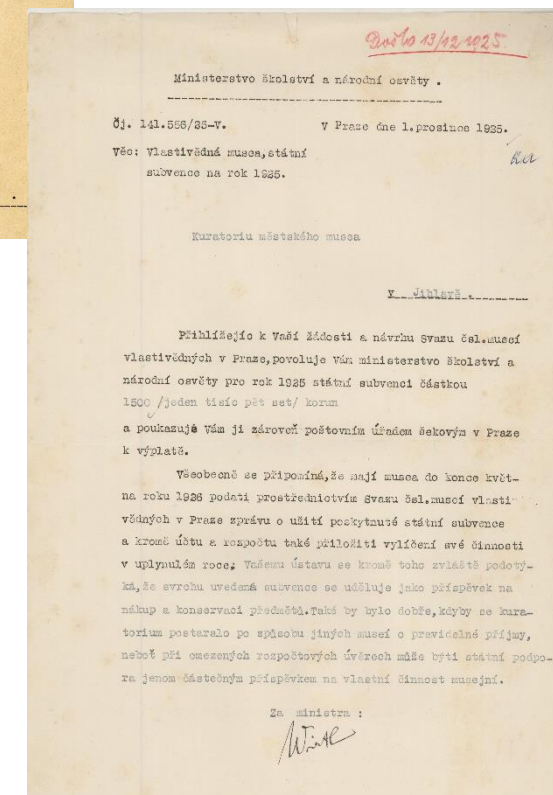 Došlo 13/12 1925.
Ministerstvo školství a národní osvěty .
Čj. 141.556/25-V. V Praze dne 1.prosince 1925.
Věc: Vlastivědná musea,státní
subvence na rok 1925.
Kuratoriu městského musea
v Jihlavě.
Přihlížejíc k Vaší žádosti a návrhu Svazu čsl.museí
vlastivědných v Praze,povoluje Vám ministerstvo školství a
národní osvěty pro rok 1925 státní subvenci částkou
1500 /jeden tisíc pět set/ korun
a poukazuje Vám ji zároveň poštovním úřadem šekovým v Praze
k výplatě.
Všeobecně se připomíná,že mají musea do konce květ-
na roku 1926 podati prostřednictvím Svazu čsl.museí vlasti
vědných v Praze zprávu o užití poskytnuté státní subvence
a kromě účtu a rozpočtu také přiložiti vylíčení své činnosti
v uplynulém roce; Vašemu ústavu se kromě toho zvláště podotý-
ká,že svrchu uvedená subvence se uděluje jako příspěvek na
nákup a konservaci předmětů.Také by bylo dobře,kdyby se kura-
torium postaralo po způsobu jiných museí o pravidelné příjmy,
neboť při omezených rozpočtových úvěrech může býti státní podpo-
ra jenom částečným příspěvkem na vlastní činnost musejní.
Za ministra :